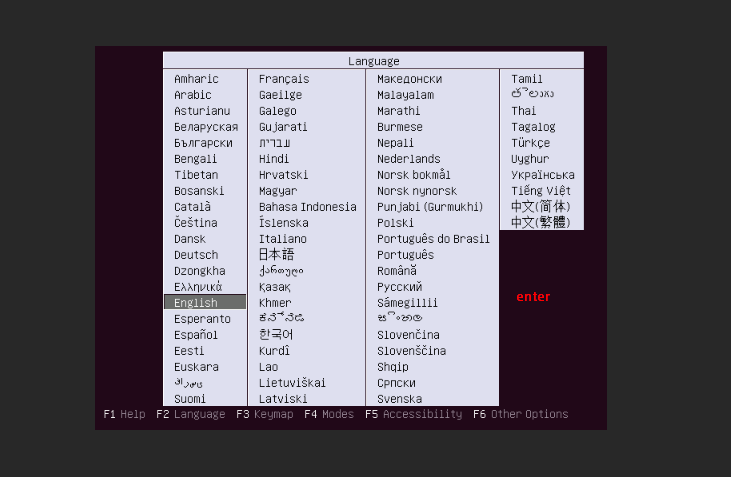 Language
Amharic
Arabic
Asturianu
Беларуская
Български
Bengali
Tibetan
Bosanski
Català
Čeština
Dansk
Deutsch
Dzongkha
Ελληνικά
English
Esperanto
Español
Eesti
Euskara
Suomi
Français
Gaeilge
Galego
Gujarati
עברית
Hindi
Hrvatski
Magyar
Bahasa Indonesia
Íslenska
Italiano
日本語
ქართული
Қазақ
Khmer
ಕನ್ನಡ
한국어
Kurdî
Lao
Lietuviškai
Latviski
Македонски
Malayalam
Marathi
Burmese
Nepali
Nederlands
Norsk bokmål
Norsk nynorsk
Punjabi (Gurmukhi)
Polski
Português do Brasil
Português
Română
Русский
Sámegillii
සිංහල
Slovenčina
Slovenščina
Shqip
Српски
Svenska
Tamil
తెలుగు
Thai
Tagalog
Türkçe
Uyghur
Українська
Tiếng Việt
中文(简体)
中文(繁體)
enter
F1 Help F2 Language F3 Keymap F4 Modes F5 Accessibility F6 Other Options